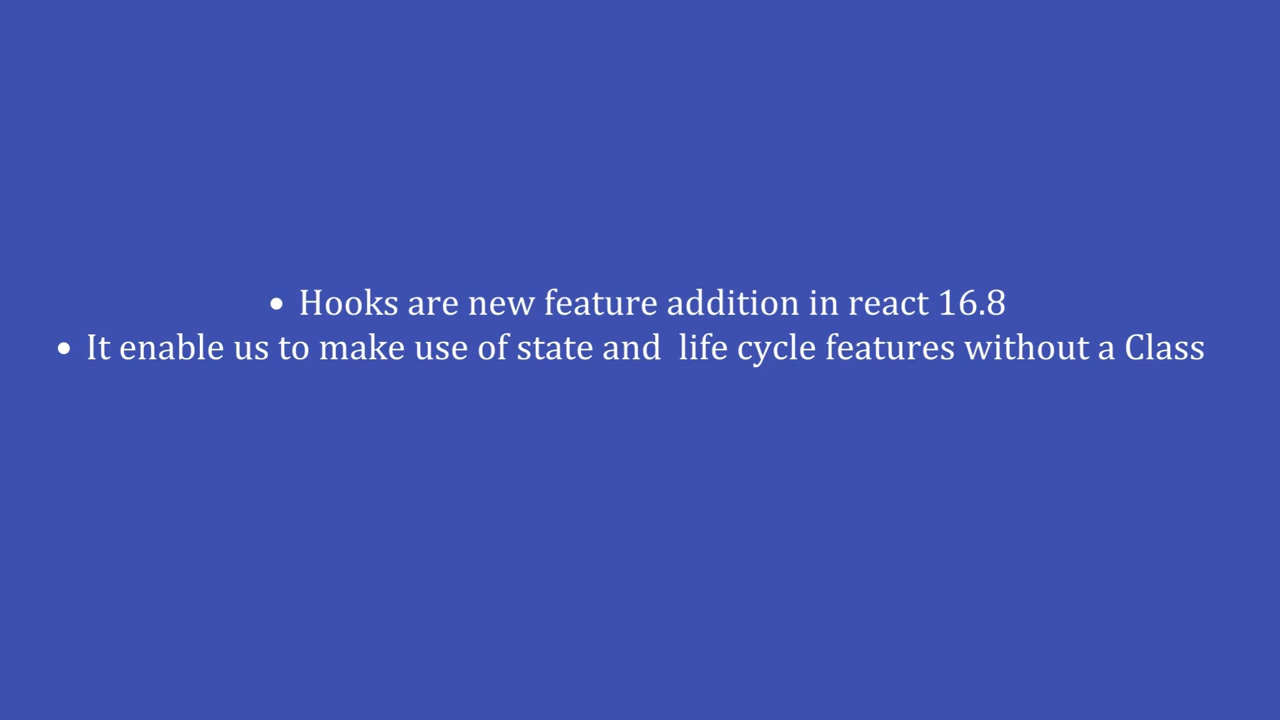 • Hooks are new feature addition in react 16.8
• It enable us to make use of state and  life cycle features without a Class